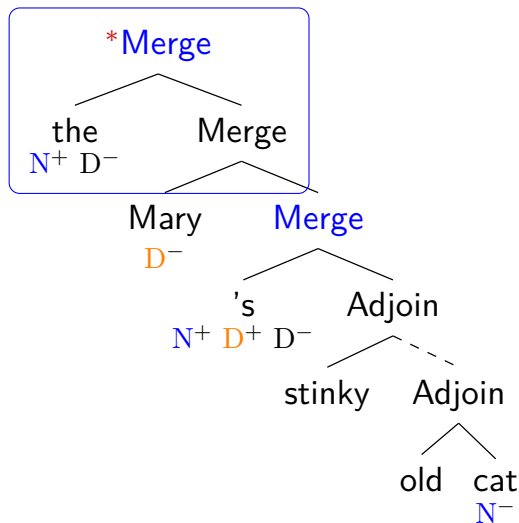 *Merge
the Merge
N+ D−
Mary Merge
D−
's Adjoin
N+ D+ D−
stinky Adjoin
old cat
N−